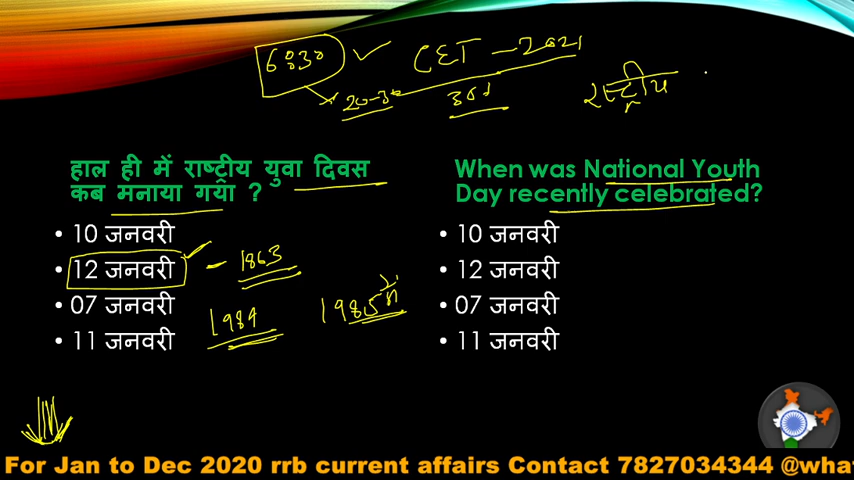 6:30
CET - 2021
20-30
हाल ही में राष्ट्रीय युवा दिवस
कब मनाया गया ?
• 10 जनवरी
• 12 जनवरी - 1863
• 07 जनवरी
• 11 जनवरी
1984
1985 में
When was National Youth
Day recently celebrated?
• 10 जनवरी
• 12 जनवरी
• 07 जनवरी
• 11 जनवरी
For Jan to Dec 2020 rrb current affairs Contact 7827034344 @wha